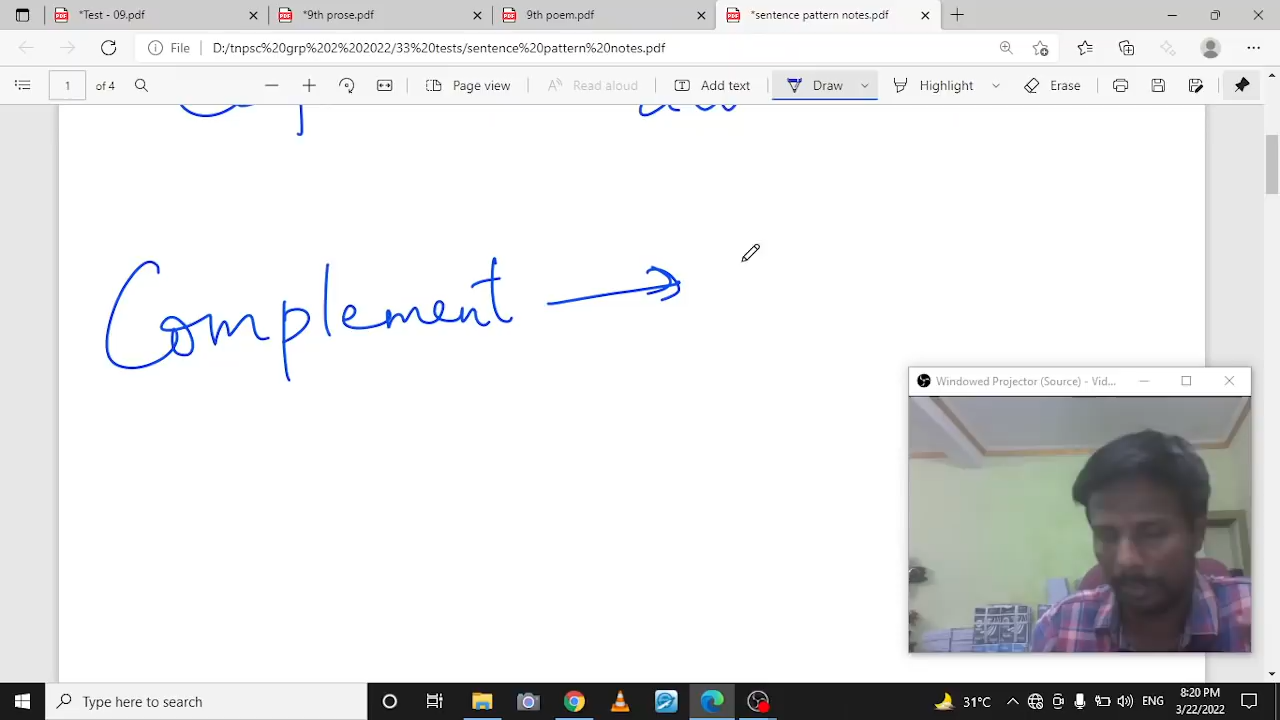 *Test - 09.pdf
*9th prose.pdf
9th poem.pdf
*sentence pattern notes.pdf
File D:/tnpsc%20grp%202%202022/33%20tests/sentence%20pattern%20notes.pdf
1 of 4
Page view
Read aloud
Add text
Draw
Highlight
Erase
Complement
Windowed Projector (Source) - Vid...
Type here to search
31°C
ENG
8:20 PM
3/22/2022